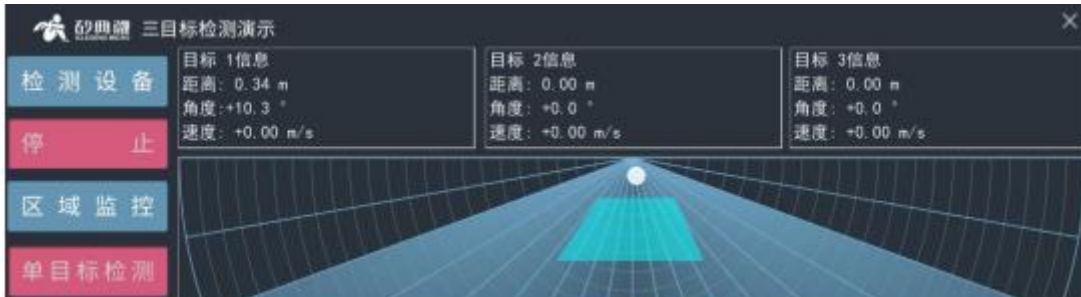 矽典微 三目标检测演示
检测设备
停止
区域监控
单目标检测
目标 1信息
距离: 0.34 m
角度:+10.3 °
速度: +0.00 m/s
目标 2信息
距离: 0.00 m
角度: +0.0 °
速度: +0.00 m/s
目标 3信息
距离: 0.00 m
角度: +0.0 °
速度: +0.00 m/s